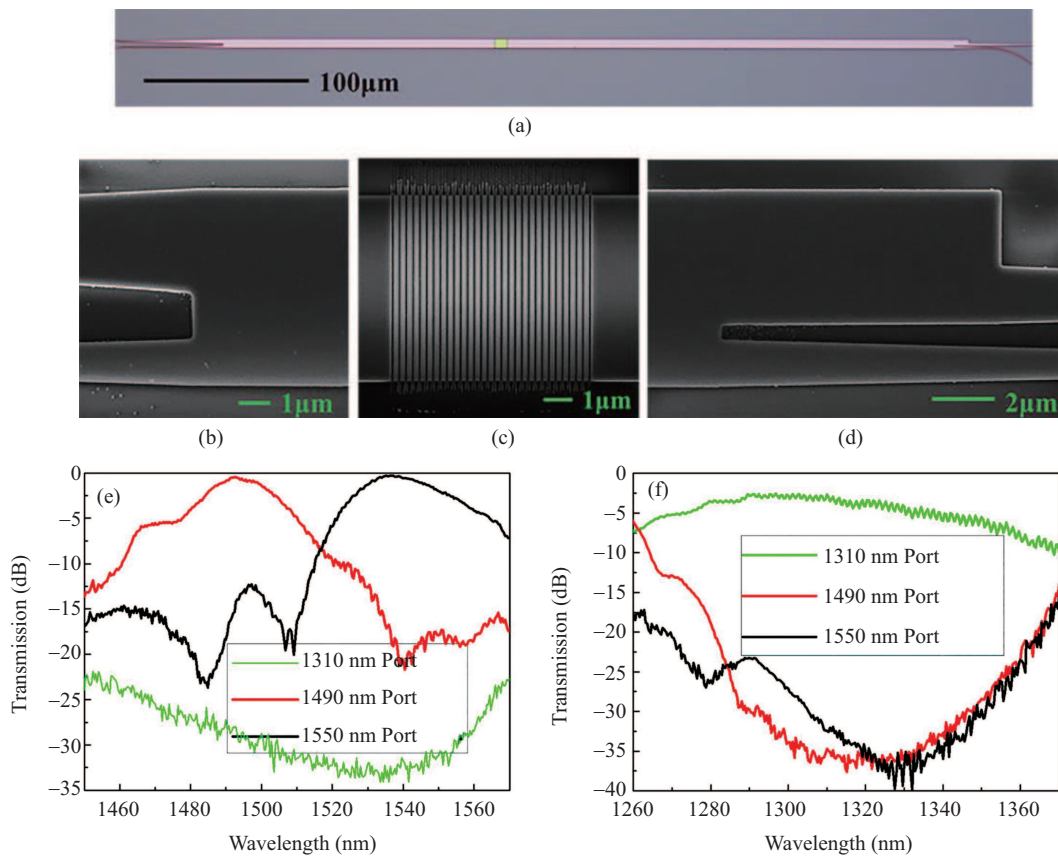 100μm
(a)
1μm
1μm
2μm
(b)
(c)
(d)
(e)
0
–5
–10
–15
–20
–25
–30
–35
Transmission (dB)
1310 nm Port
1490 nm Port
1550 nm Port
1460
1480
1500
1520
1540
1560
Wavelength (nm)
(f)
0
–5
–10
–15
–20
–25
–30
–35
–40
Transmission (dB)
1310 nm Port
1490 nm Port
1550 nm Port
1260
1280
1300
1320
1340
1360
Wavelength (nm)